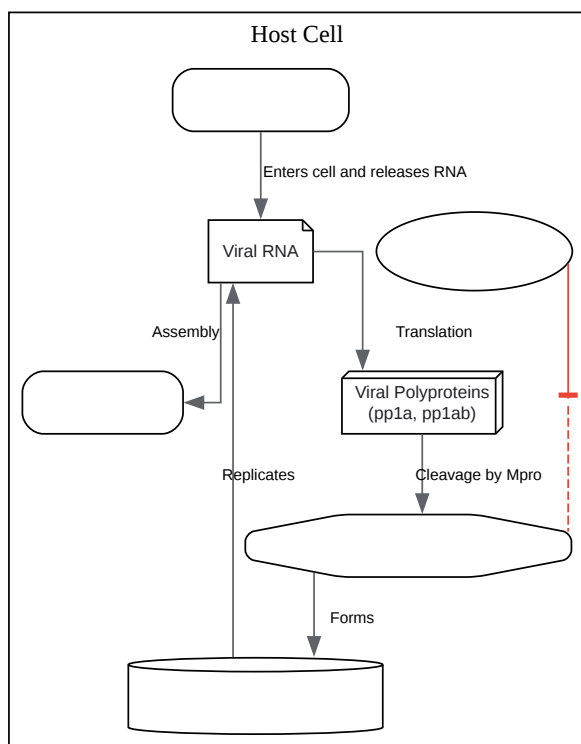 Host Cell
Enters cell and releases RNA
Viral RNA
Assembly
Translation
Viral Polyproteins
(pp1a, pp1ab)
Replicates
Cleavage by Mpro
Forms